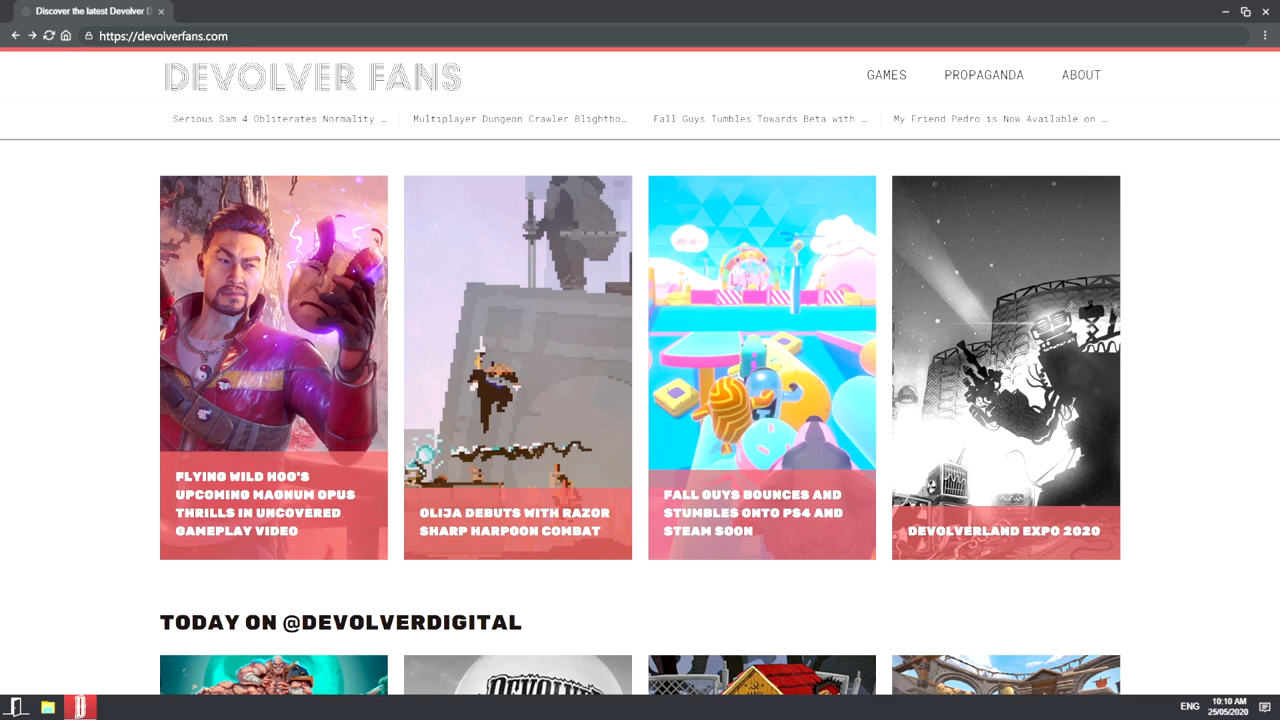 Discover the latest Devolver D
https://devolverfans.com
DEVOLVER FANS
GAMES PROPAGANDA ABOUT
Serious Sam 4 Obliterates Normality …
Multiplayer Dungeon Crawler Blightbo…
Fall Guys Tumbles Towards Beta with …
My Friend Pedro is Now Available on …
FLYING WILD HOG'S
UPCOMING MAGNUM OPUS
THRILLS IN UNCOVERED
GAMEPLAY VIDEO
OLIJA DEBUTS WITH RAZOR
SHARP HARPOON COMBAT
FALL GUYS BOUNCES AND
STUMBLES ONTO PS4 AND
STEAM SOON
DEVOLVERLAND EXPO 2020
TODAY ON @DEVOLVERDIGITAL
DEVOLVER
ENG
10:10 AM
25/05/2020